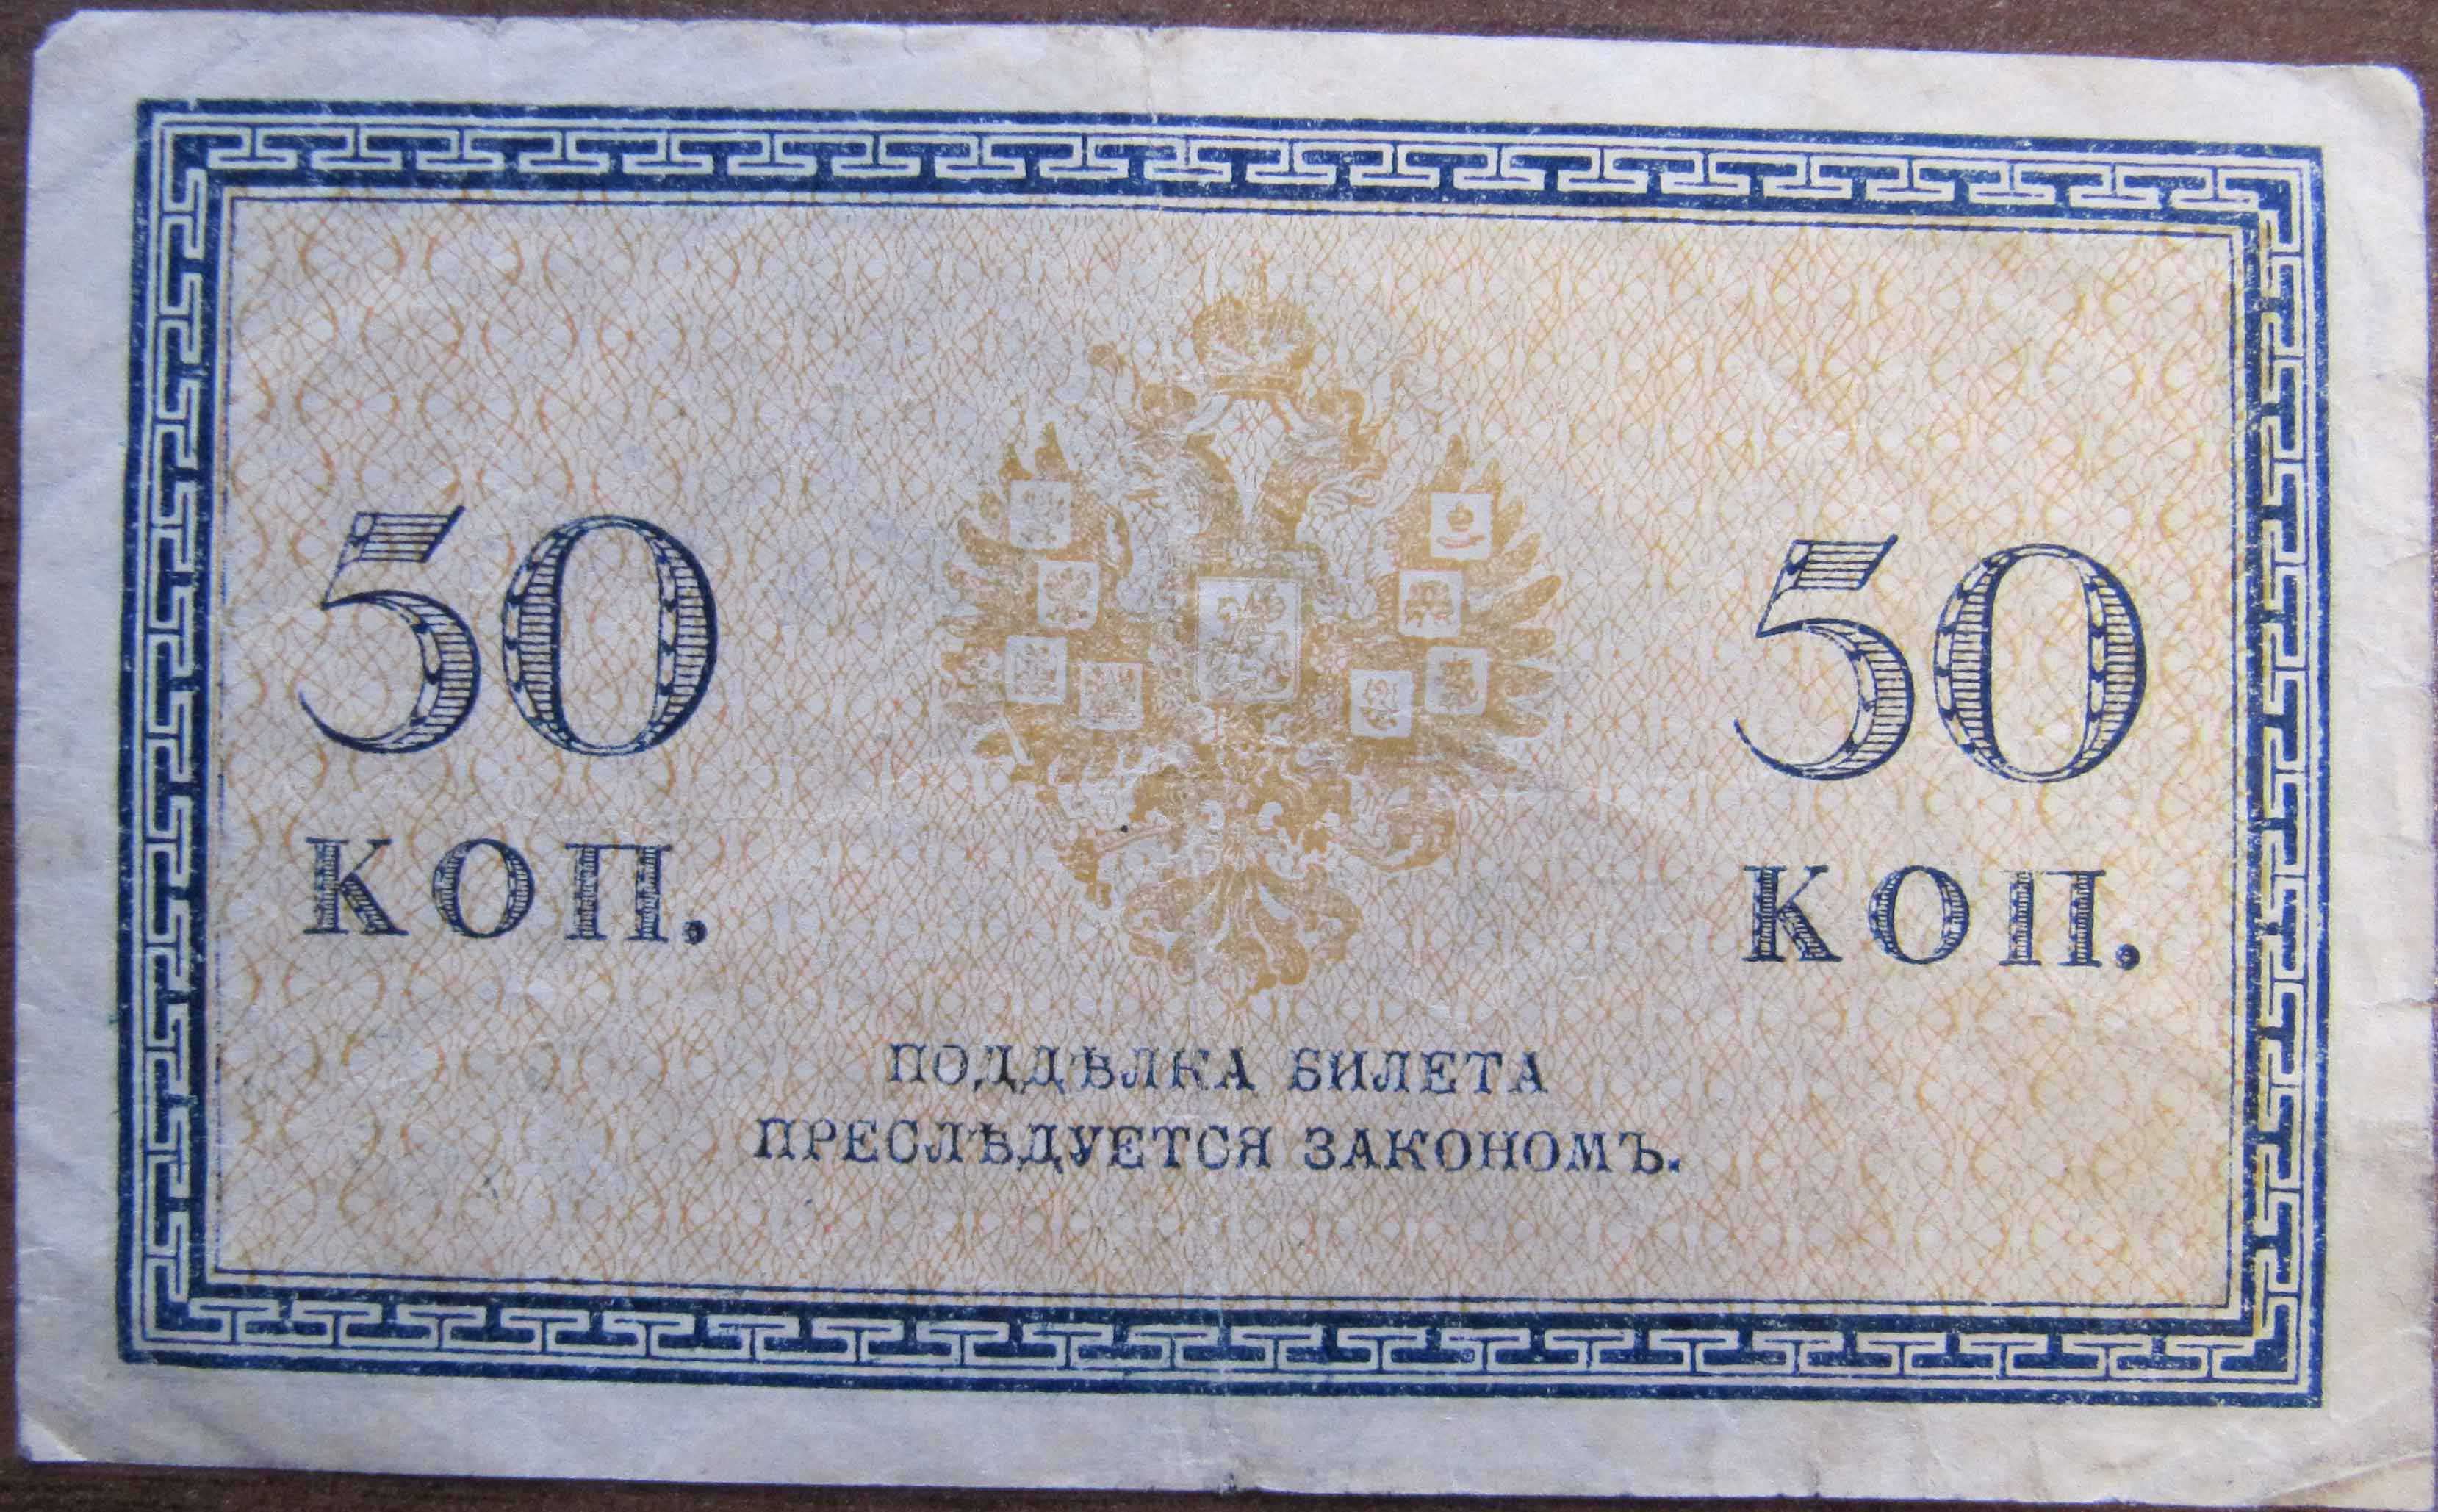 50 50
КОП. КОП.
ПОДДѢЛКА БИЛЕТА
ПРЕСЛѢДУЕТСЯ ЗАКОНОМЪ.